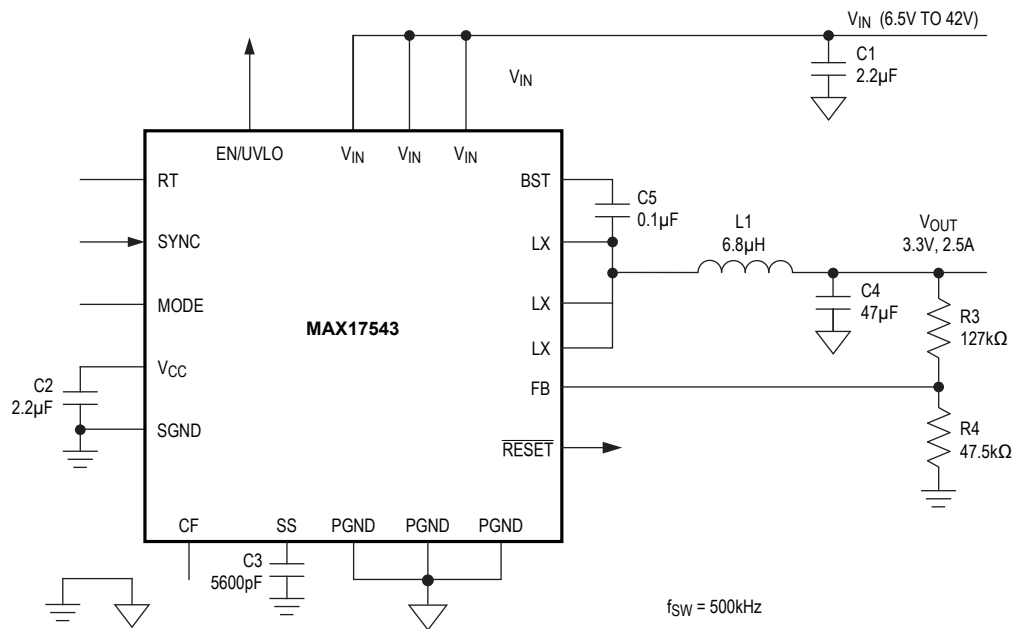 VIN (6.5V TO 42V)
C1
2.2µF
VIN
EN/UVLO
VIN
VIN
VIN
RT
BST
C5
0.1µF
SYNC
LX
L1
6.8µH
VOUT
3.3V, 2.5A
MODE
LX
C4
47µF
R3
127kΩ
MAX17543
LX
VCC
C2
2.2µF
FB
SGND
RESET
R4
47.5kΩ
CF
SS
PGND
PGND
PGND
C3
5600pF
fSW = 500kHz